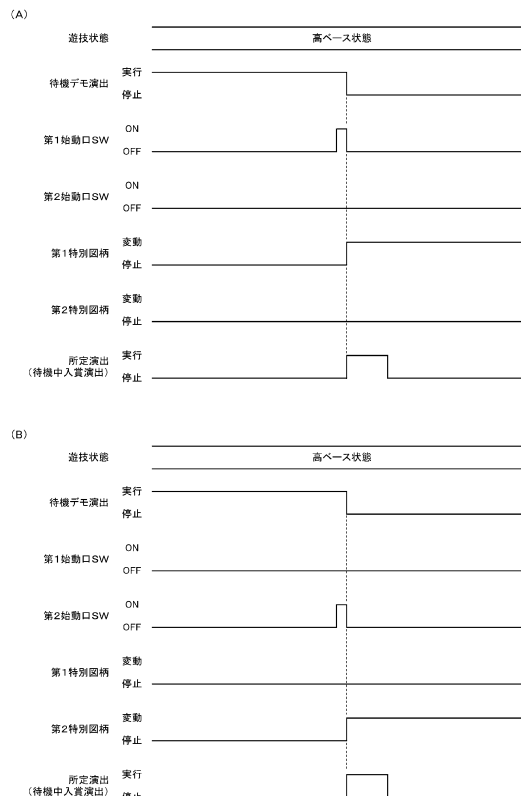 （A）
遊技状態 高ベース状態
待機デモ演出 実行
停止
第1始動口SW ON
OFF
第2始動口SW ON
OFF
第1特別図柄 変動
停止
第2特別図柄 変動
停止
所定演出 実行
（待機中入賞演出） 停止
（B）
遊技状態 高ベース状態
待機デモ演出 実行
停止
第1始動口SW ON
OFF
第2始動口SW ON
OFF
第1特別図柄 変動
停止
第2特別図柄 変動
停止
所定演出 実行
（待機中入賞演出） 停止